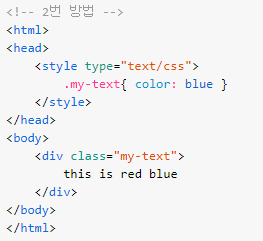 <!-- 2번 방법 -->
<html>
<head>
    <style type="text/css">
        .my-text{ color: blue }
    </style>
</head>
<body>
    <div class="my-text">
        this is red blue
    </div>
</body>
</html>